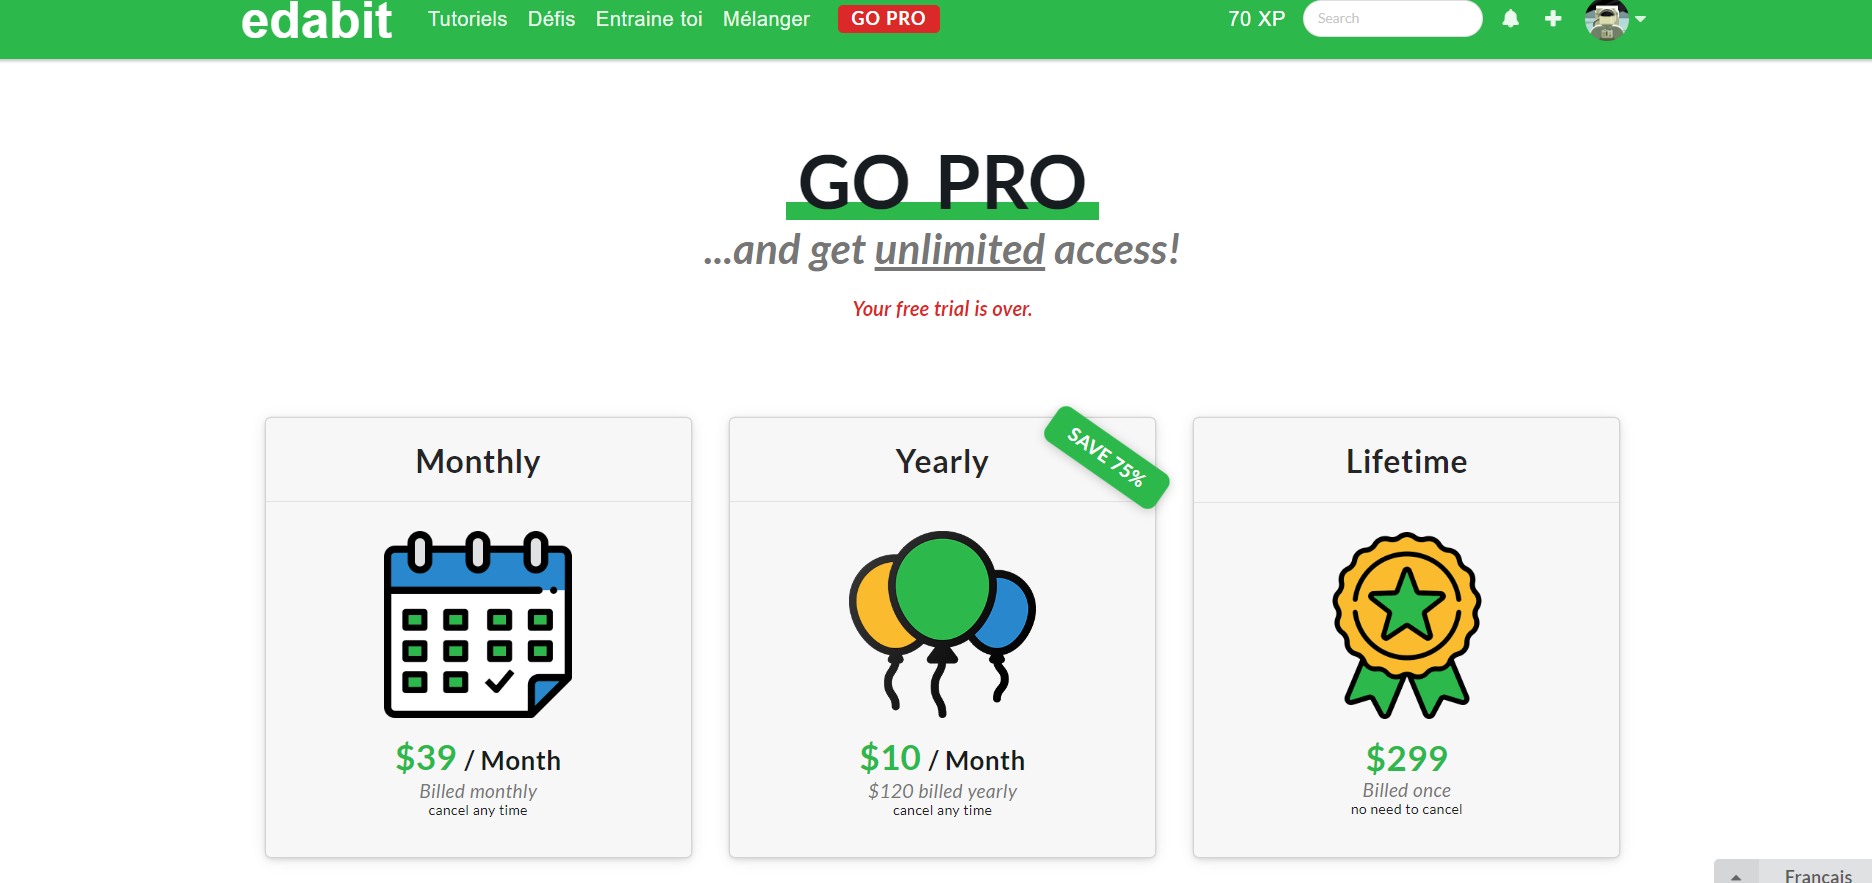 edabit Tutoriels Défis Entraine toi Mélanger GO PRO 70 XP Search
GO PRO
...and get unlimited access!
Your free trial is over.
Monthly
$39 / Month
Billed monthly
cancel any time
Yearly
SAVE 75%
$10 / Month
$120 billed yearly
cancel any time
Lifetime
$299
Billed once
no need to cancel
Français